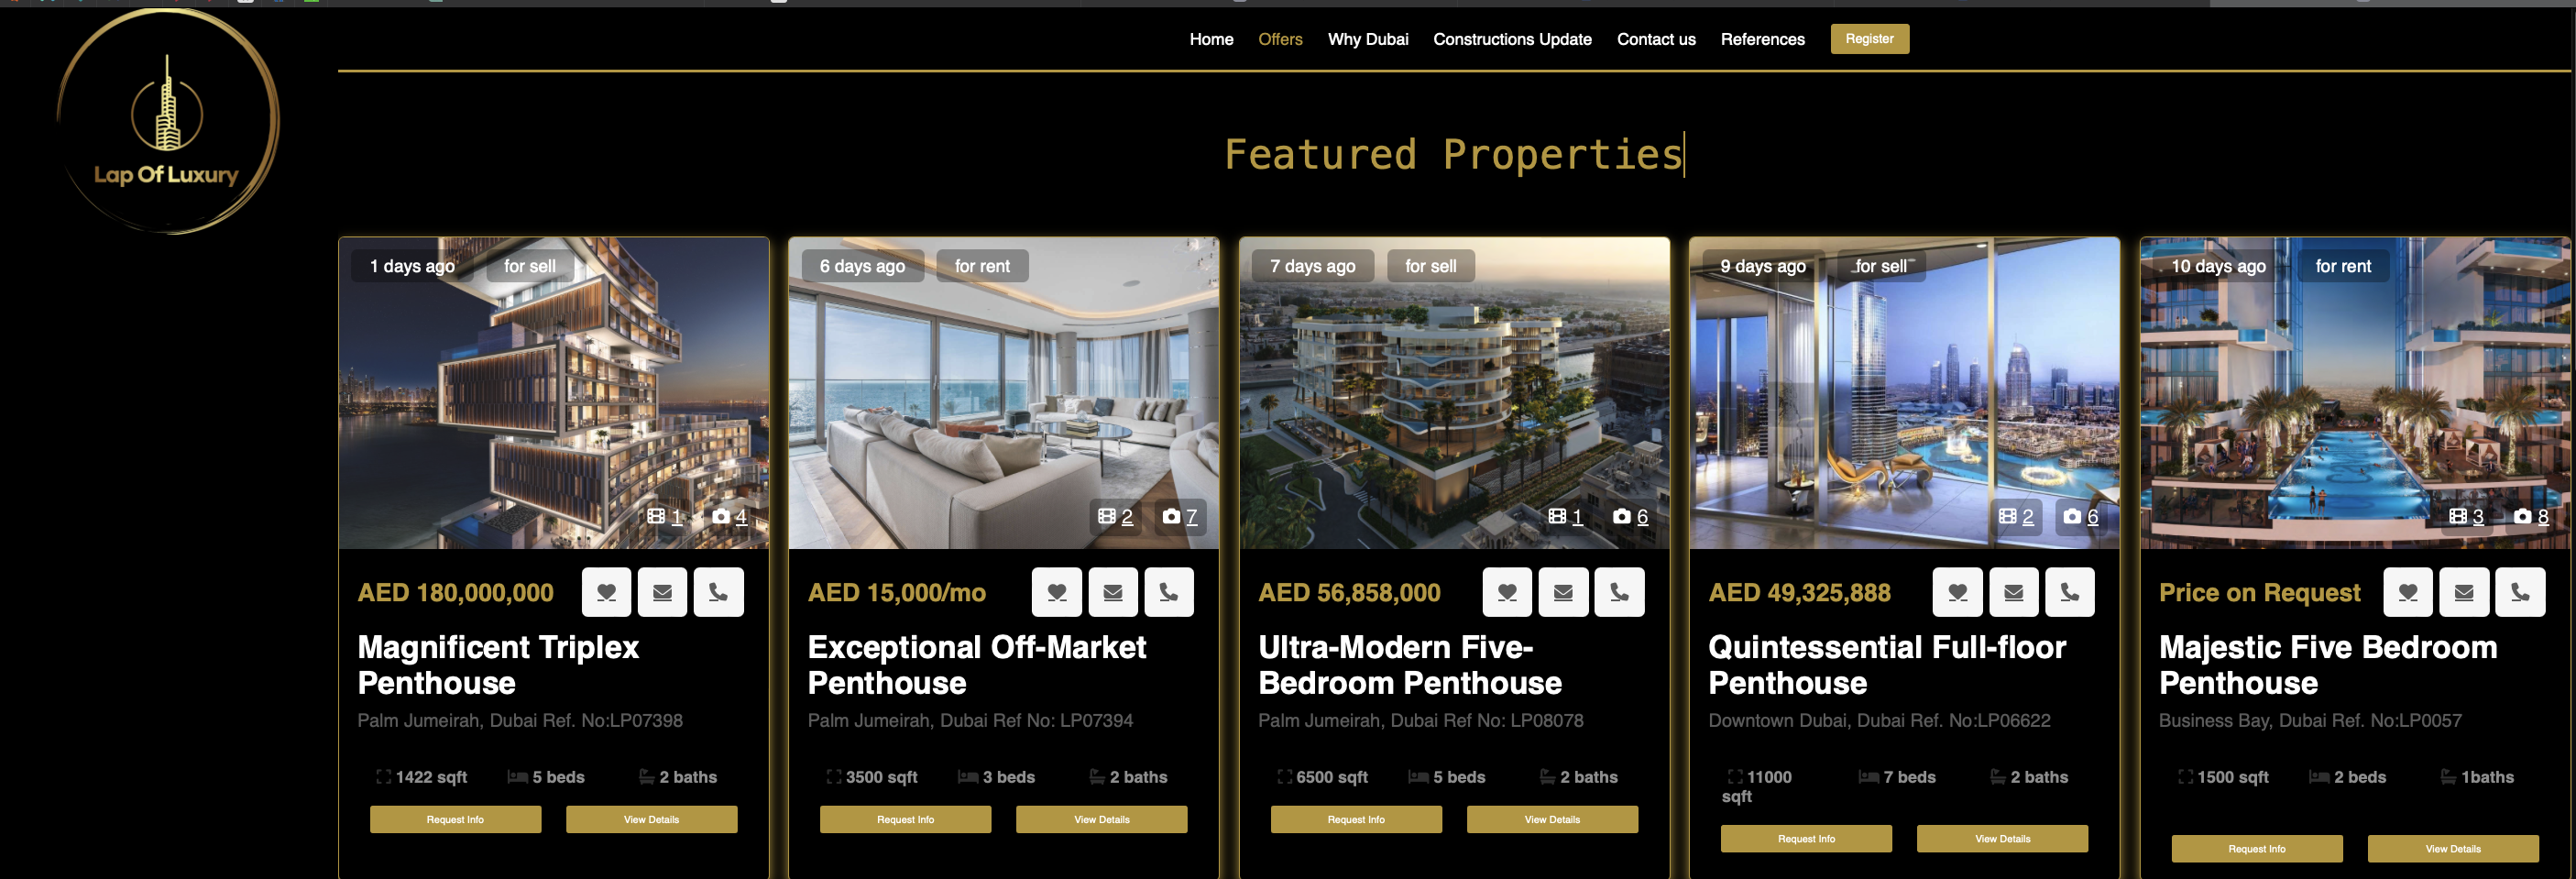 Home Offers Why Dubai Constructions Update Contact us References Register
Lap Of Luxury
Featured Properties
1 days ago for sell
1 4
AED 180,000,000
Magnificent Triplex
Penthouse
Palm Jumeirah, Dubai Ref. No:LP07398
1422 sqft 5 beds 2 baths
Request Info View Details
6 days ago for rent
2 7
AED 15,000/mo
Exceptional Off-Market
Penthouse
Palm Jumeirah, Dubai Ref No: LP07394
3500 sqft 3 beds 2 baths
Request Info View Details
7 days ago for sell
1 6
AED 56,858,000
Ultra-Modern Five-
Bedroom Penthouse
Palm Jumeirah, Dubai Ref No: LP08078
6500 sqft 5 beds 2 baths
Request Info View Details
9 days ago for sell
2 6
AED 49,325,888
Quintessential Full-floor
Penthouse
Downtown Dubai, Dubai Ref. No:LP06622
11000 7 beds 2 baths
sqft
Request Info View Details
10 days ago for rent
3 8
Price on Request
Majestic Five Bedroom
Penthouse
Business Bay, Dubai Ref. No:LP0057
1500 sqft 2 beds 1baths
Request Info View Details